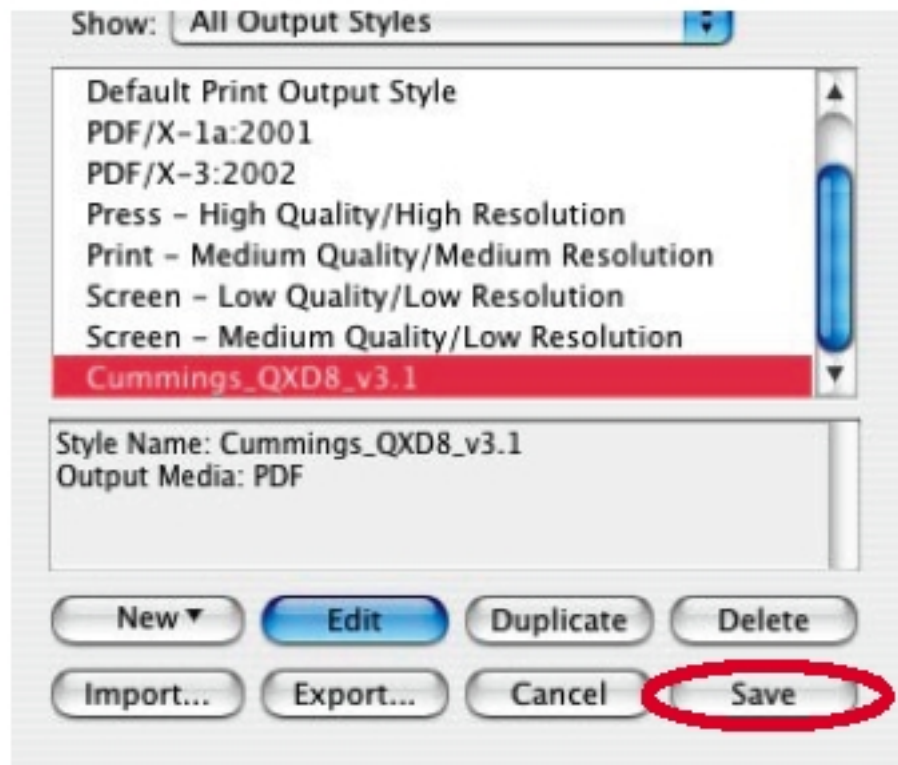 Show: All Output Styles
Default Print Output Style
PDF/X-1a:2001
PDF/X-3:2002
Press - High Quality/High Resolution
Print - Medium Quality/Medium Resolution
Screen - Low Quality/Low Resolution
Screen - Medium Quality/Low Resolution
Cummings_QXD8_v3.1
Style Name: Cummings_QXD8_v3.1
Output Media: PDF
New Edit Duplicate Delete
Import... Export... Cancel Save